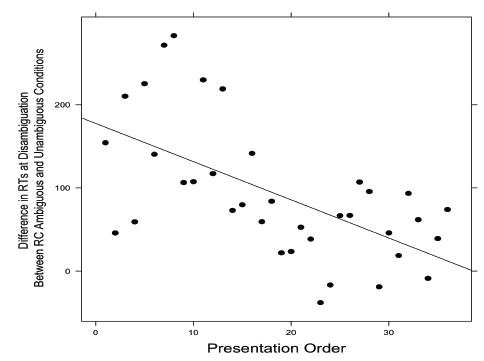 Difference in RTs at Disambiguation
Between RC Ambiguous and Unambiguous Conditions
200
100
0
0 10 20 30
Presentation Order